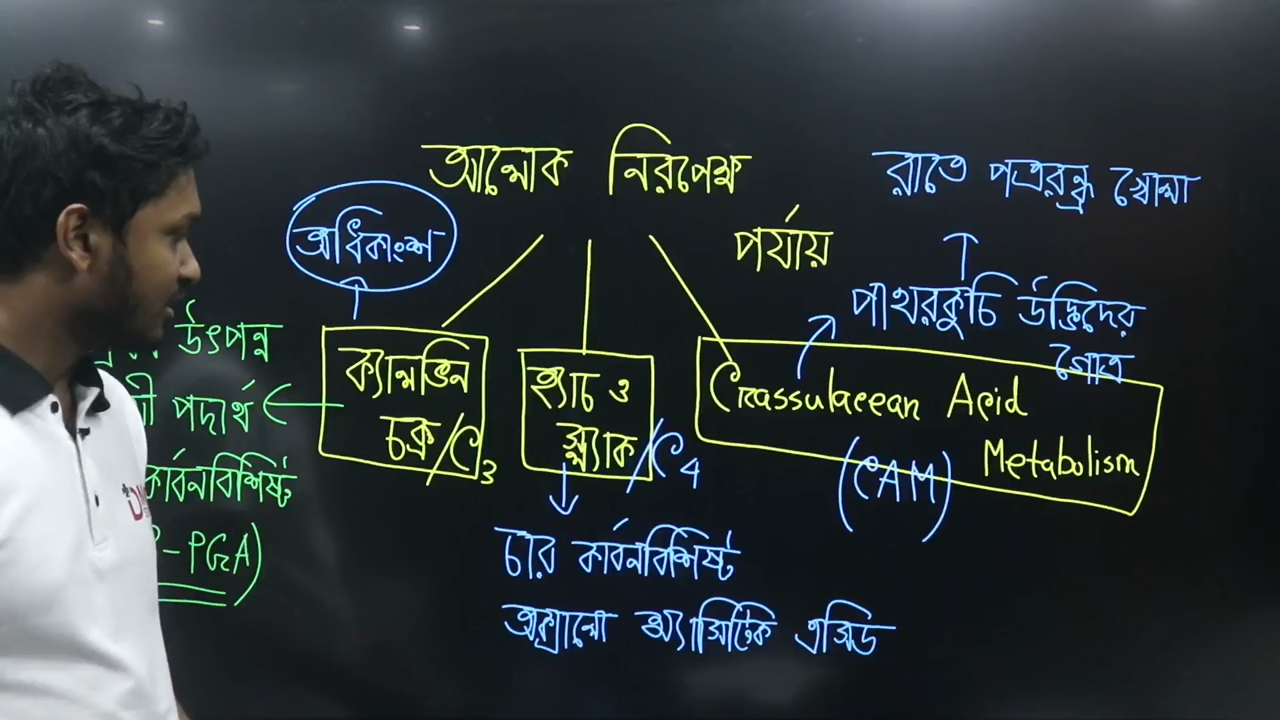 আলোক নিরপেক্ষ
পর্যায়
অধিকাংশ
রাতে পত্ররন্ধ্র খোলা
পাথরকুচি উদ্ভিদের
গোত্র
উৎপন্ন
পদার্থ
কার্বনবিশিষ্ট
-PGA)
ক্যালভিন
চক্র/C3
হ্যাচ ও
স্ল্যাক/C4
Crassulacean Acid
Metabolism
(CAM)
চার কার্বনবিশিষ্ট
অক্সালো অ্যাসিটিক এসিড